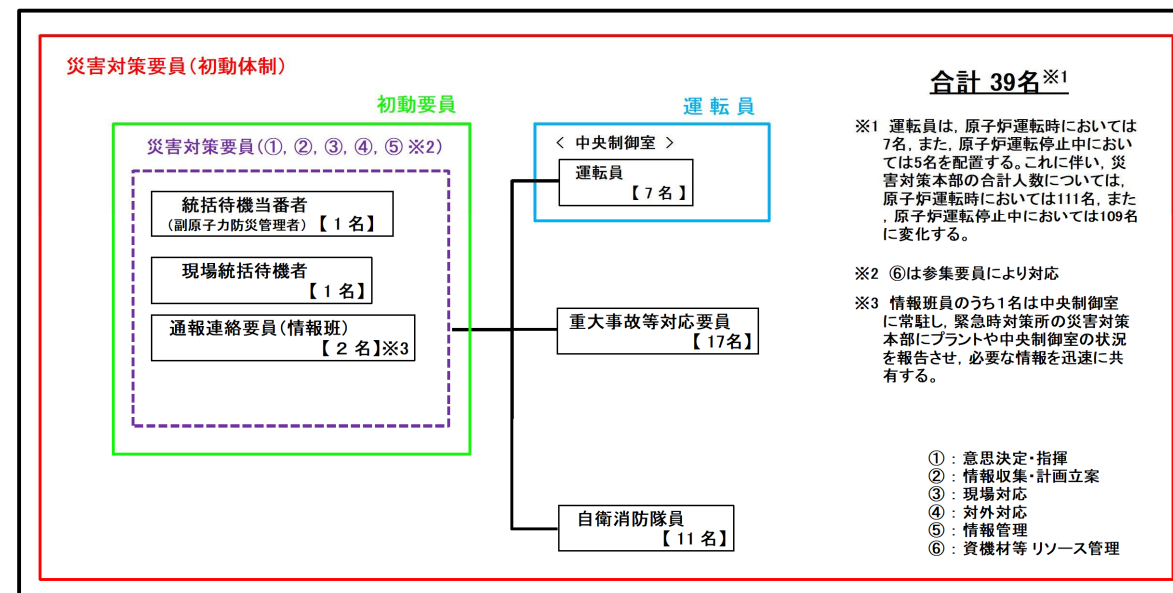 災害対策要員(初動体制)
初動要員
災害対策要員(①, ②, ③, ④, ⑤ ※2)
統括待機当番者
(副原子力防災管理者) 【 1 名】
現場統括待機者
【 1 名】
通報連絡要員(情報班)
【 2 名】※3
運 転 員
< 中央制御室 >
運転員
【 7 名】
重大事故等対応要員
【 17名】
自衛消防隊員
【 11 名】
合計 39名※1
※1 運転員は, 原子炉運転時においては
7名, また, 原子炉運転停止中におい
ては5名を配置する。これに伴い, 災
害対策本部の合計人数については,
原子炉運転時においては111名, また
, 原子炉運転停止中においては109名
に変化する。
※2 ⑥は参集要員により対応
※3 情報班員のうち1名は中央制御室
に常駐し, 緊急時対策所の災害対策
本部にプラントや中央制御室の状況
を報告させ, 必要な情報を迅速に共
有する。
① : 意思決定・指揮
② : 情報収集・計画立案
③ : 現場対応
④ : 対外対応
⑤ : 情報管理
⑥ : 資機材等 リソース管理